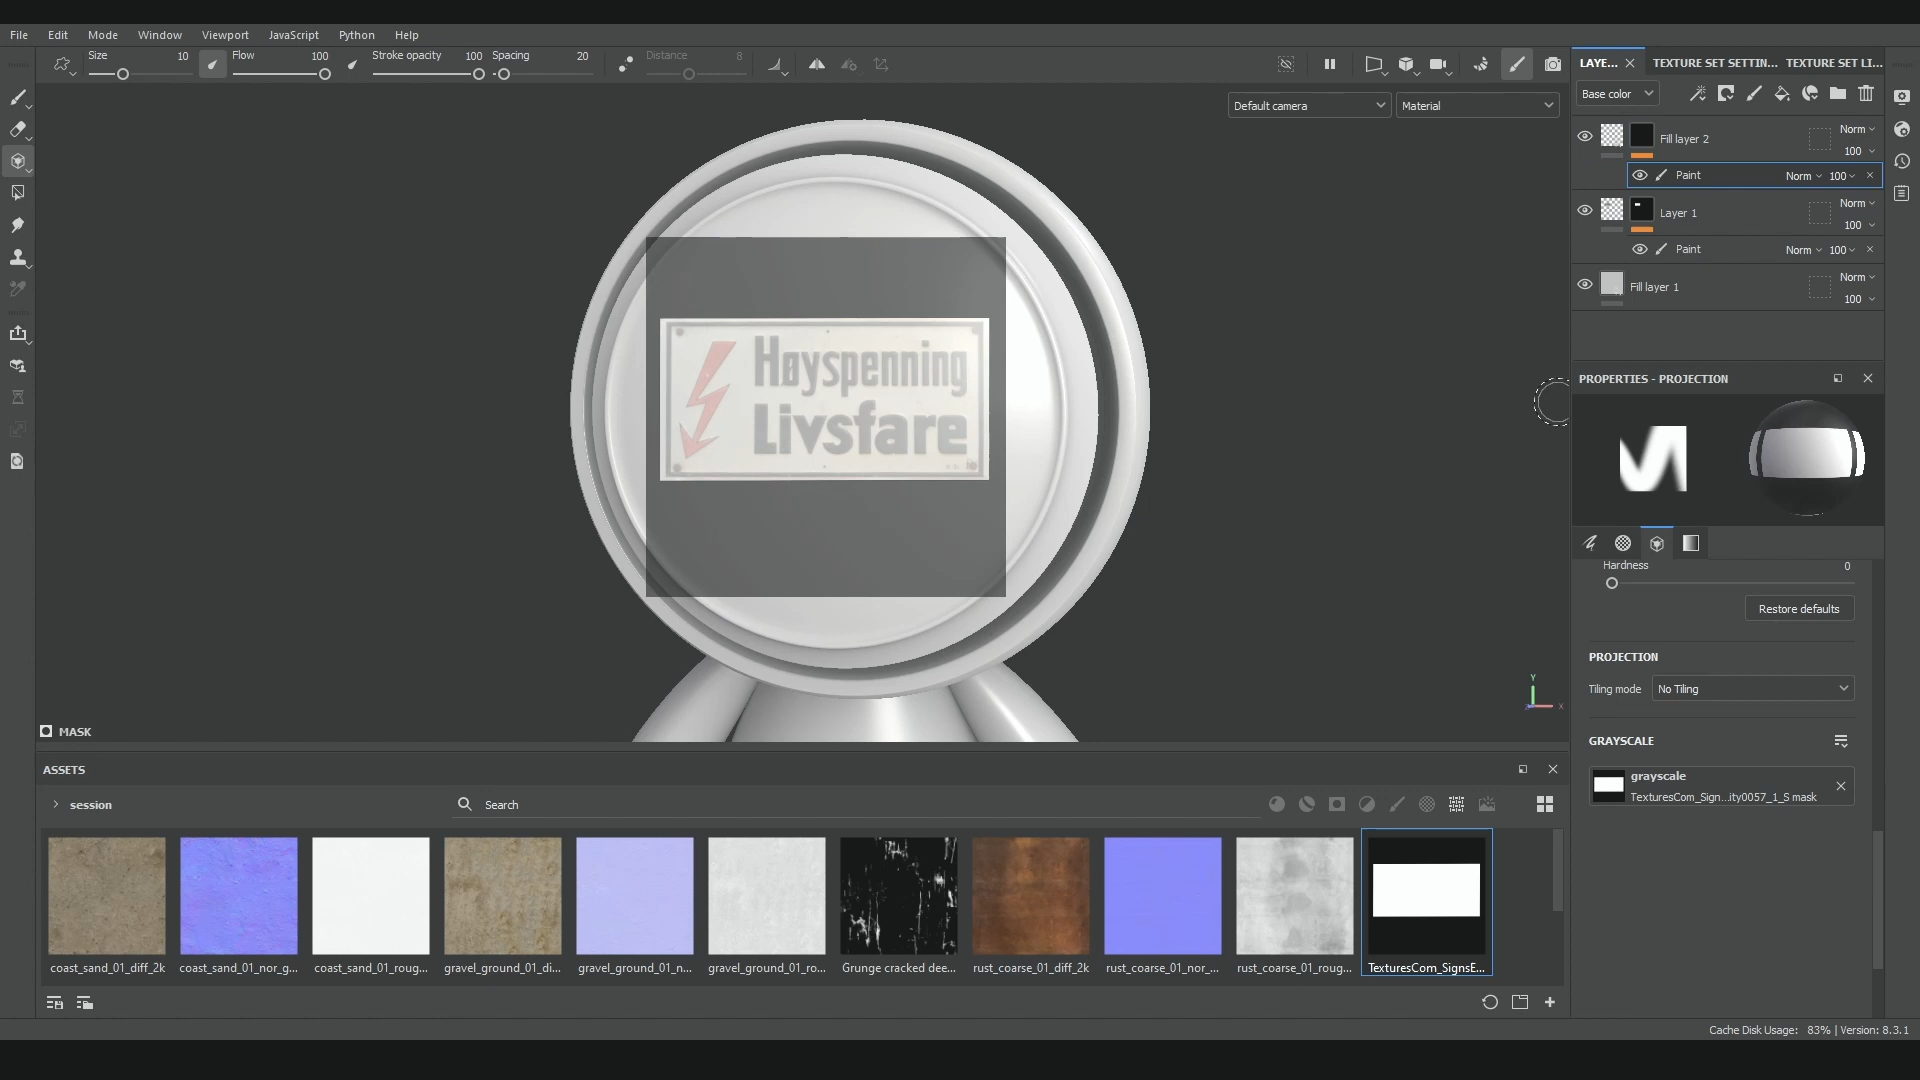 File Edit Mode Window Viewport JavaScript Python Help
Size 10 Flow 100 Stroke opacity 100 Spacing 20 Distance 8
LAYE... TEXTURE SET SETTIN... TEXTURE SET LI...
Base color
Default camera Material
Fill layer 2 Norm 100
Paint Norm 100
Layer 1 Norm 100
Paint Norm 100
Fill layer 1 Norm 100
Høyspenning
Livsfare
PROPERTIES - PROJECTION
Hardness 0
Restore defaults
PROJECTION
Tiling mode No Tiling
Y
X
MASK
GRAYSCALE
grayscale
TexturesCom_Sign...ity0057_1_S mask
ASSETS
session Search
coast_sand_01_diff_2k coast_sand_01_nor_g... coast_sand_01_roug... gravel_ground_01_di... gravel_ground_01_n... gravel_ground_01_ro... Grunge cracked dee... rust_coarse_01_diff_2k rust_coarse_01_nor_... rust_coarse_01_roug... TexturesCom_SignsE...
Cache Disk Usage: 83% | Version: 8.3.1